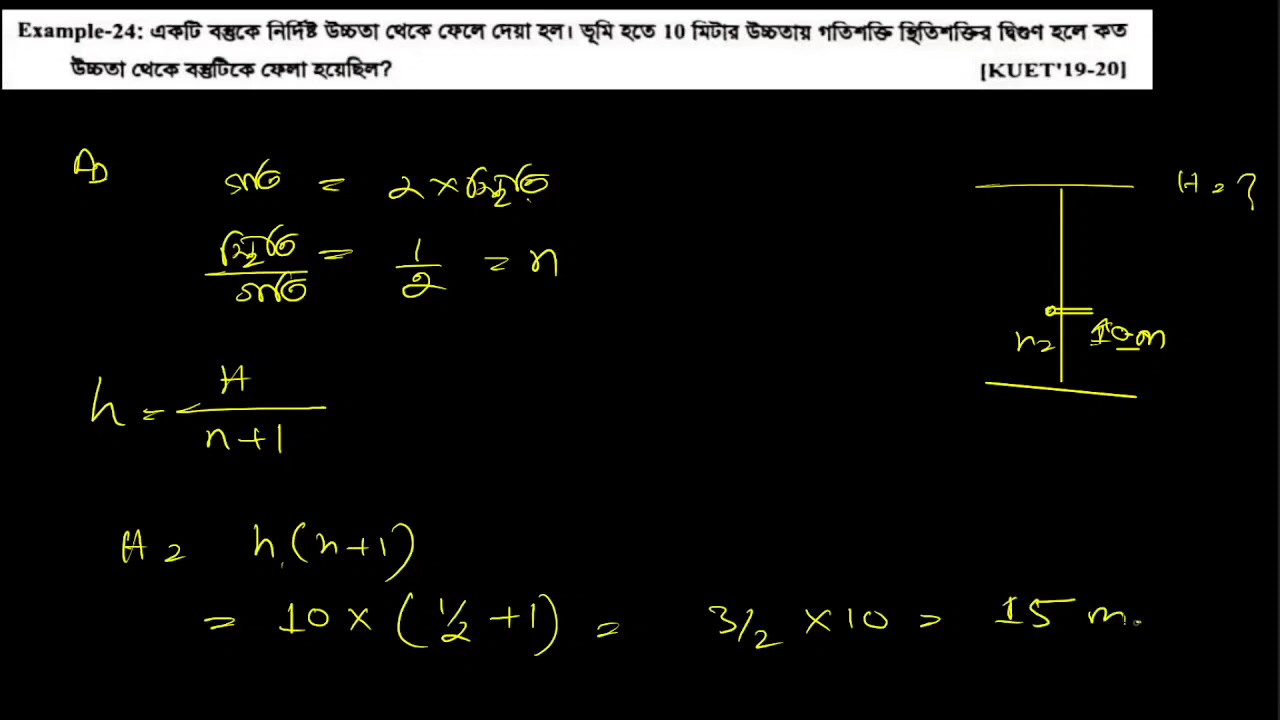 Example-24: একটি বস্তুকে নির্দিষ্ট উচ্চতা থেকে ফেলে দেয়া হল। ভূমি হতে 10 মিটার উচ্চতায় গতিশক্তি স্থিতিশক্তির দ্বিগুণ হলে কত
উচ্চতা থেকে বস্তুটিকে ফেলা হয়েছিল? [KUET'19-20]
গতি = 2 × স্থিতি
H = ?
স্থিতি/গতি = 1/2 = n
h = 10m
h = H/(n+1)
H = h (n+1)
= 10 × (1/2 + 1) = 3/2 × 10 = 15 m.